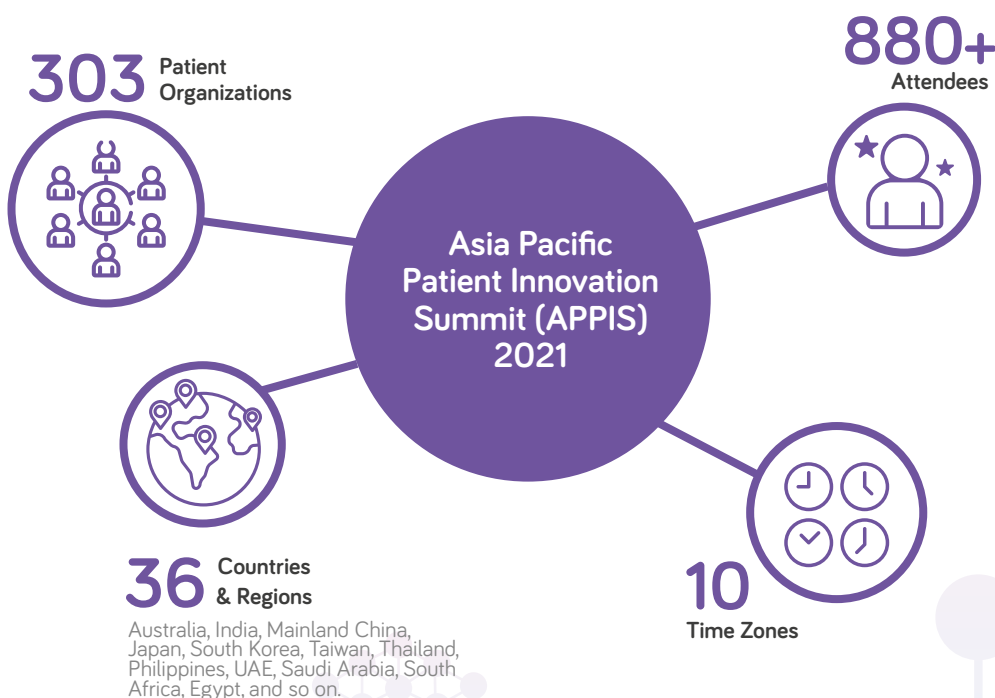 303 Patient
Organizations
880+
Attendees
Asia Pacific
Patient Innovation
Summit (APPIS)
2021
36 Countries
& Regions
Australia, India, Mainland China,
Japan, South Korea, Taiwan, Thailand,
Philippines, UAE, Saudi Arabia, South
Africa, Egypt, and so on.
10
Time Zones